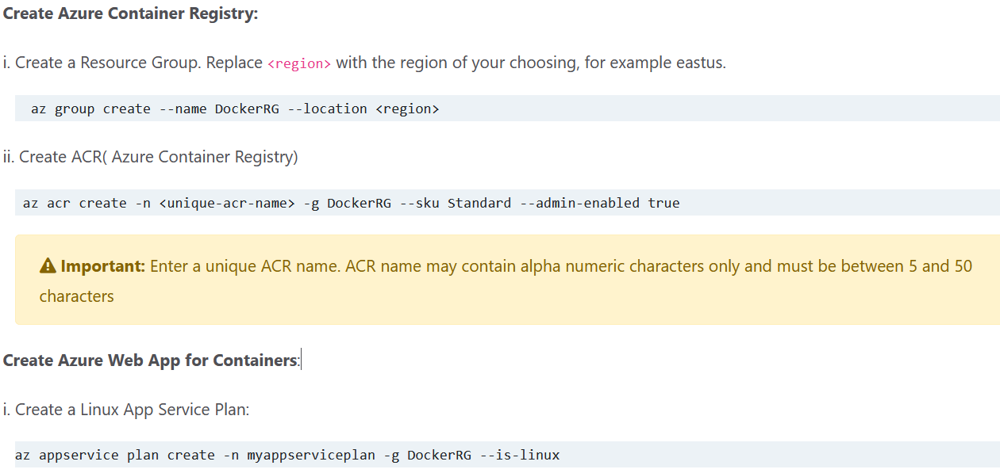 Create Azure Container Registry:
i. Create a Resource Group. Replace <region> with the region of your choosing, for example eastus.
az group create --name DockerRG --location <region>
ii. Create ACR( Azure Container Registry)
az acr create -n <unique-acr-name> -g DockerRG --sku Standard --admin-enabled true
Important: Enter a unique ACR name. ACR name may contain alpha numeric characters only and must be between 5 and 50
characters
Create Azure Web App for Containers:
i. Create a Linux App Service Plan:
az appservice plan create -n myappserviceplan -g DockerRG --is-linux